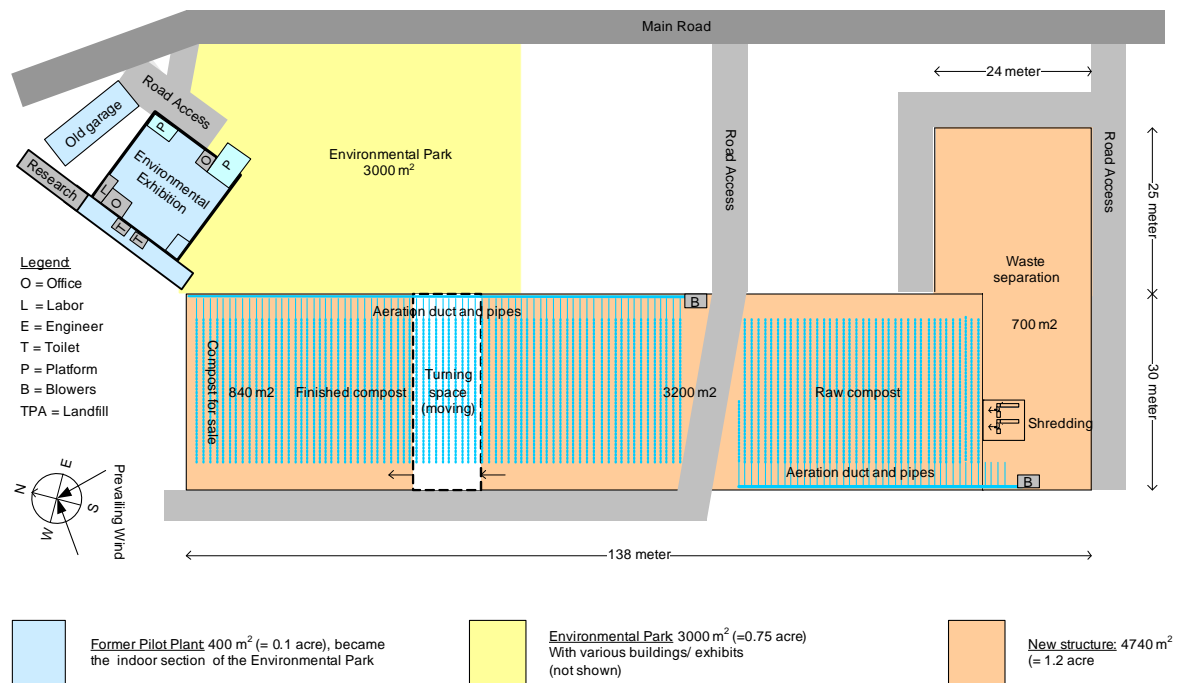 Main Road
24 meter
Road Access
Old garage
P
O
P
Environmental
Exhibition
Research
L
O
T
T
Environmental Park
3000 m²
Road Access
Road Access
25 meter
Waste
separation
700 m2
30 meter
Legend:
O = Office
L = Labor
E = Engineer
T = Toilet
P = Platform
B = Blowers
TPA = Landfill
B
Aeration duct and pipes
Compost for sale
840 m2
Finished compost
Turning
space
(moving)
3200 m2
Raw compost
Shredding
Aeration duct and pipes
B
N
E
S
W
Prevailing Wind
138 meter
Former Pilot Plant: 400 m² (= 0.1 acre), became
the indoor section of the Environmental Park
Environmental Park: 3000 m² (=0.75 acre)
With various buildings/ exhibits
(not shown)
New structure: 4740 m²
(= 1.2 acre